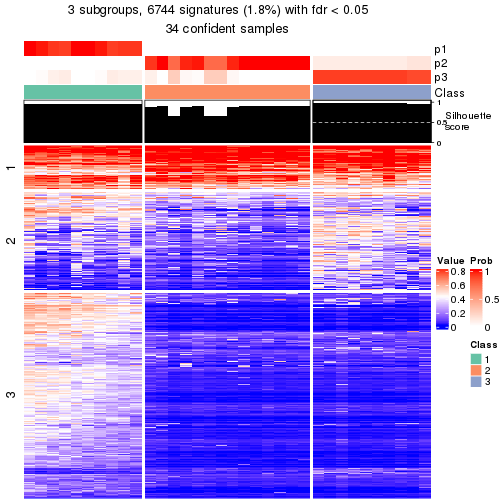 3 subgroups, 6744 signatures (1.8%) with fdr < 0.05
34 confident samples
p1
p2
p3
Class
1
0.5
0
Silhouette
score
1
2
3
Value
0.8
0.6
0.4
0.2
0
Prob
1
0.5
0
Class
1
2
3